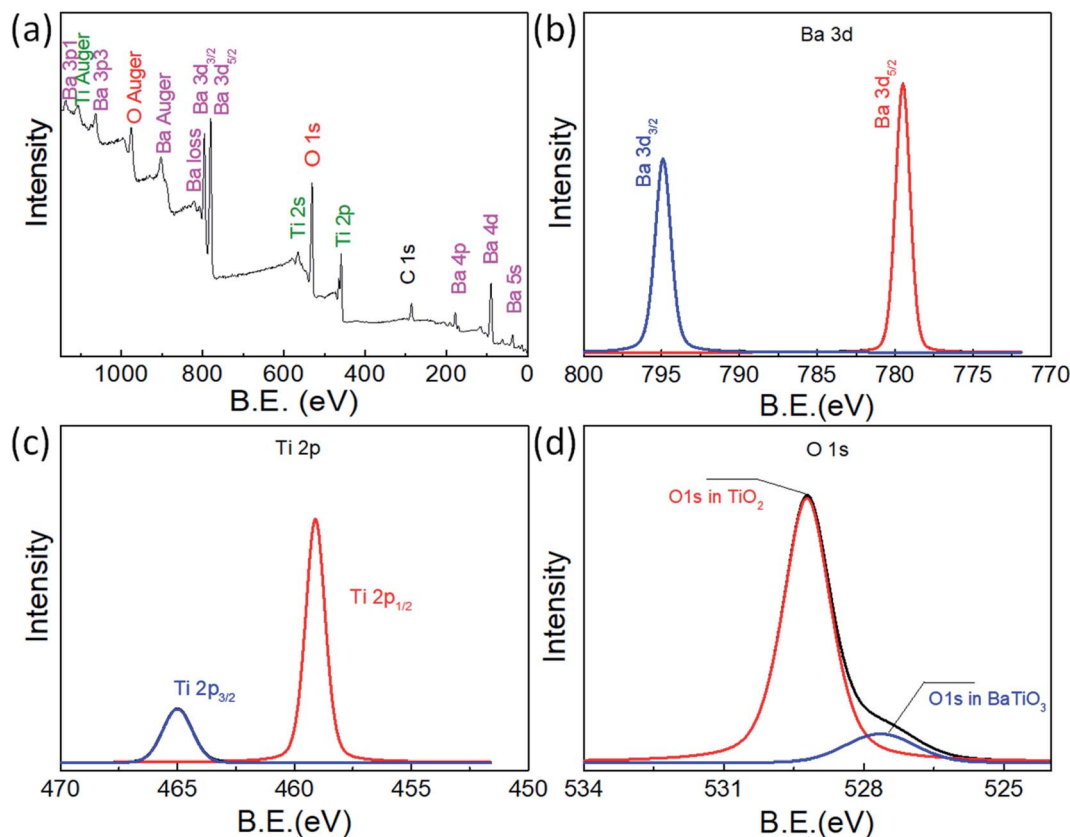 (a)
Ba 3p1
Ti Auger
Ba 3p3
O Auger
Ba Auger
Ba loss
Ba 3d3/2
Ba 3d5/2
Ti 2s
O 1s
Ti 2p
C 1s
Ba 4p
Ba 4d
Ba 5s
Intensity
1000 800 600 400 200 0
B.E. (eV)
(b)
Ba 3d
Ba 3d3/2
Ba 3d5/2
Intensity
800 795 790 785 780 775 770
B.E.(eV)
(c)
Ti 2p
Ti 2p1/2
Ti 2p3/2
Intensity
470 465 460 455 450
B.E.(eV)
(d)
O 1s
O1s in TiO2
O1s in BaTiO3
Intensity
534 531 528 525
B.E.(eV)